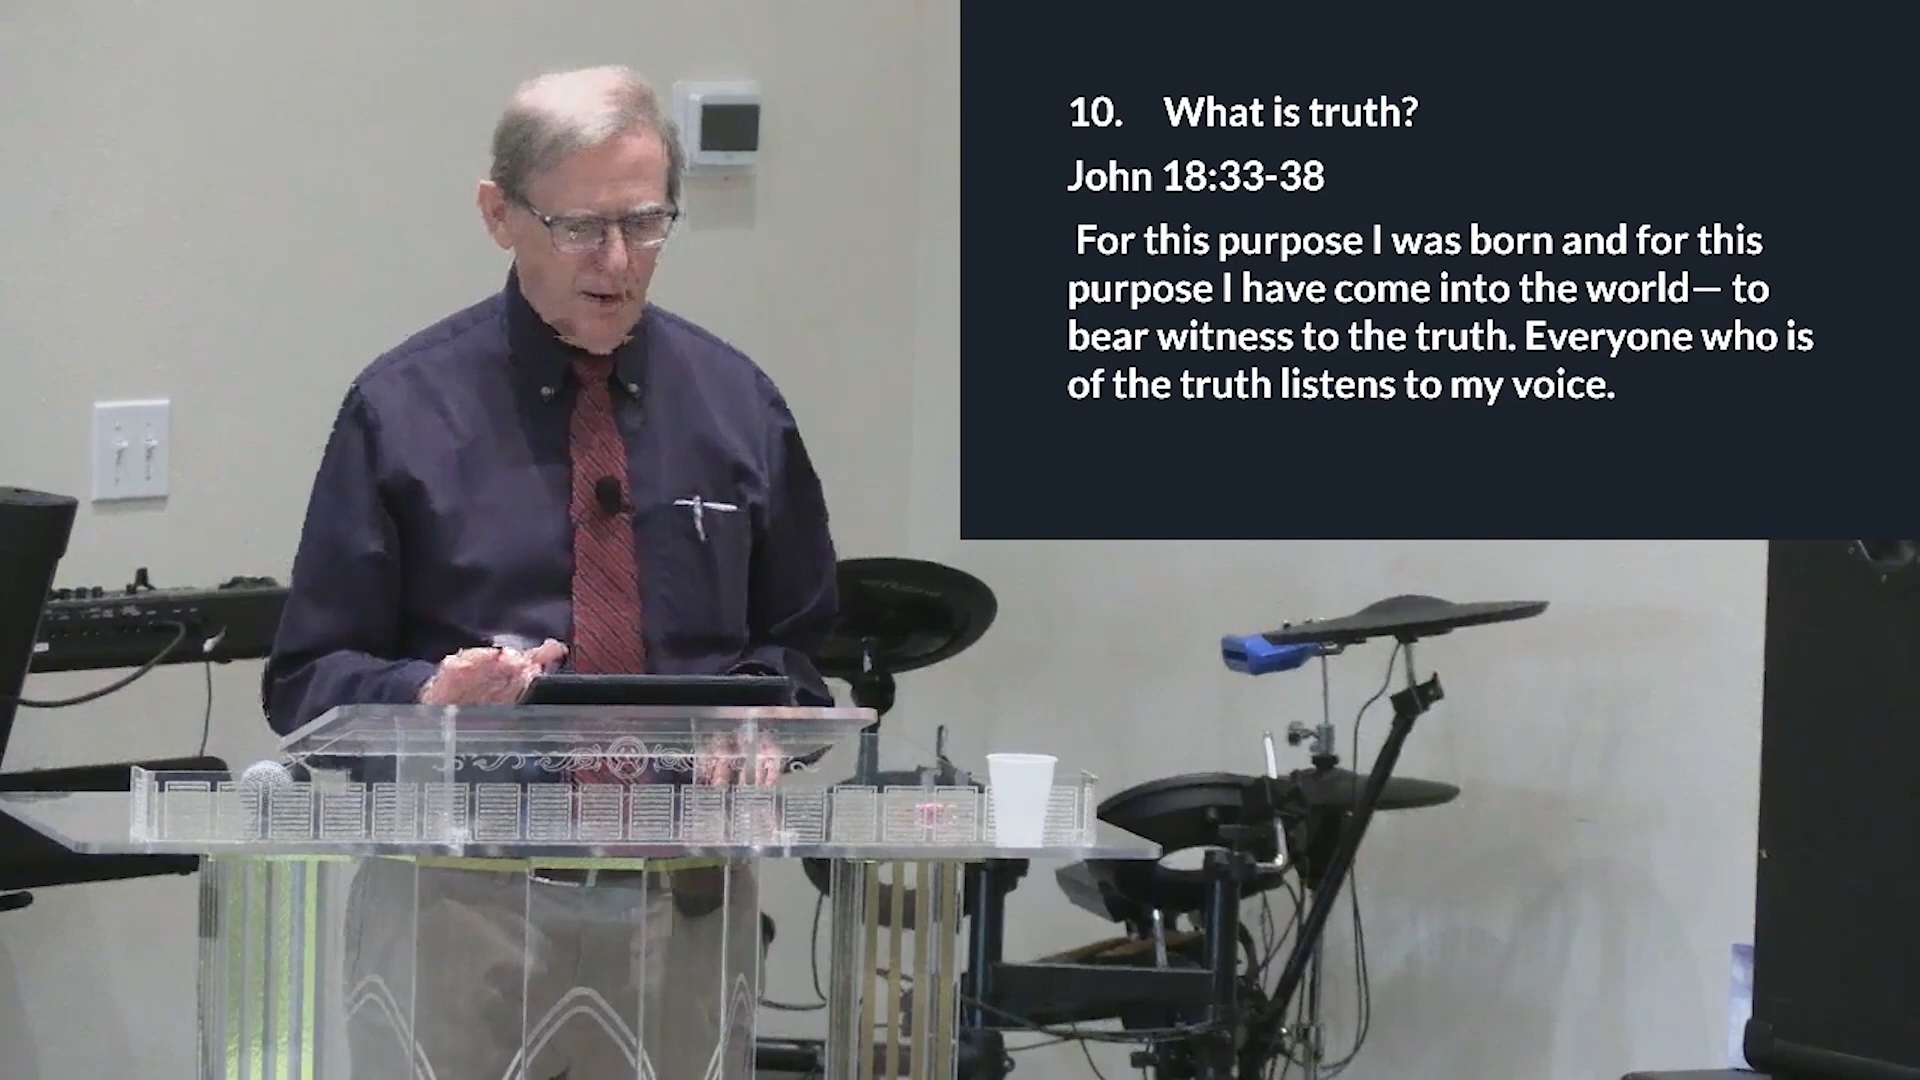 10. What is truth?
John 18:33-38
For this purpose I was born and for this
purpose I have come into the world— to
bear witness to the truth. Everyone who is
of the truth listens to my voice.